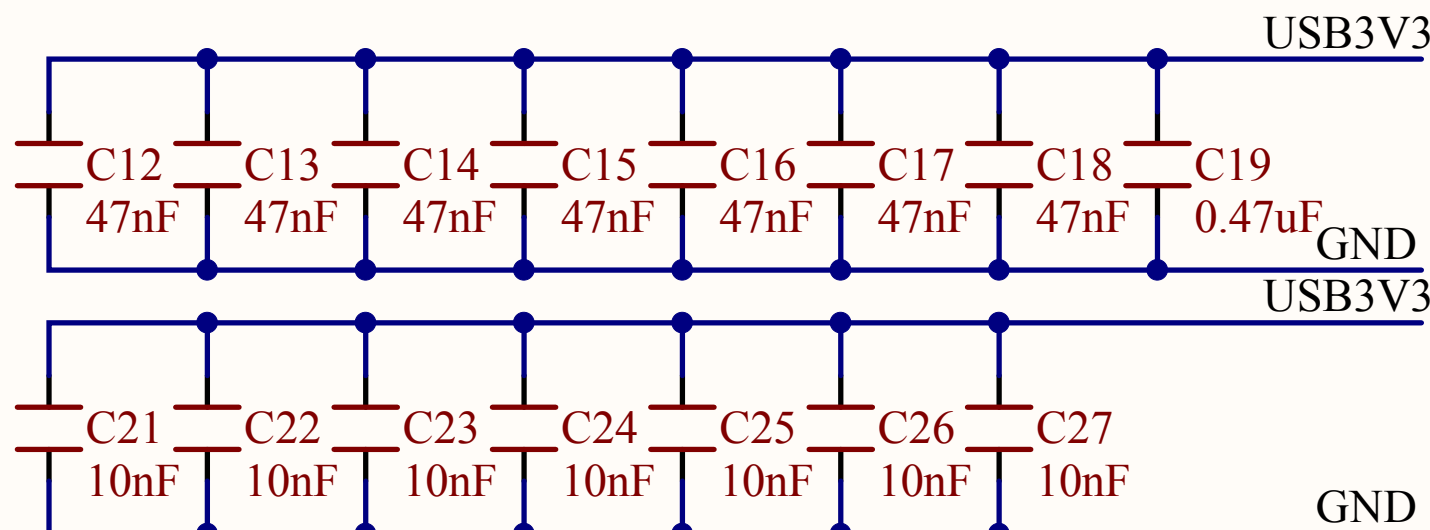 USB3V3
C12 C13 C14 C15 C16 C17 C18 C19
47nF 47nF 47nF 47nF 47nF 47nF 47nF 0.47uF
GND
USB3V3
C21 C22 C23 C24 C25 C26 C27
10nF 10nF 10nF 10nF 10nF 10nF 10nF
GND